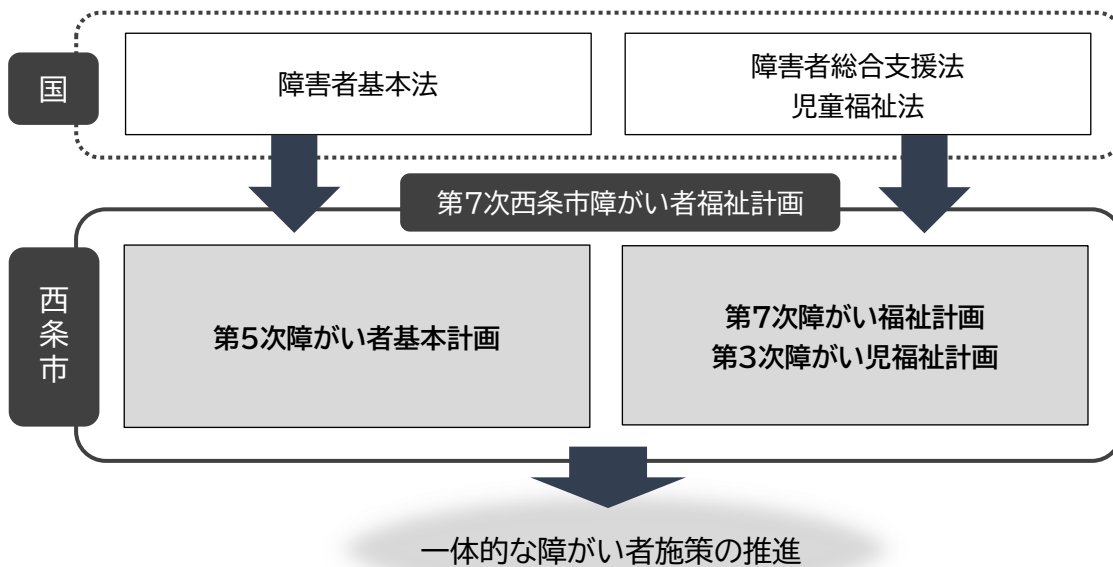 国
障害者基本法
障害者総合支援法
児童福祉法
第7次西条市障がい者福祉計画
西条市
第5次障がい者基本計画
第7次障がい福祉計画
第3次障がい児福祉計画
一体的な障がい者施策の推進